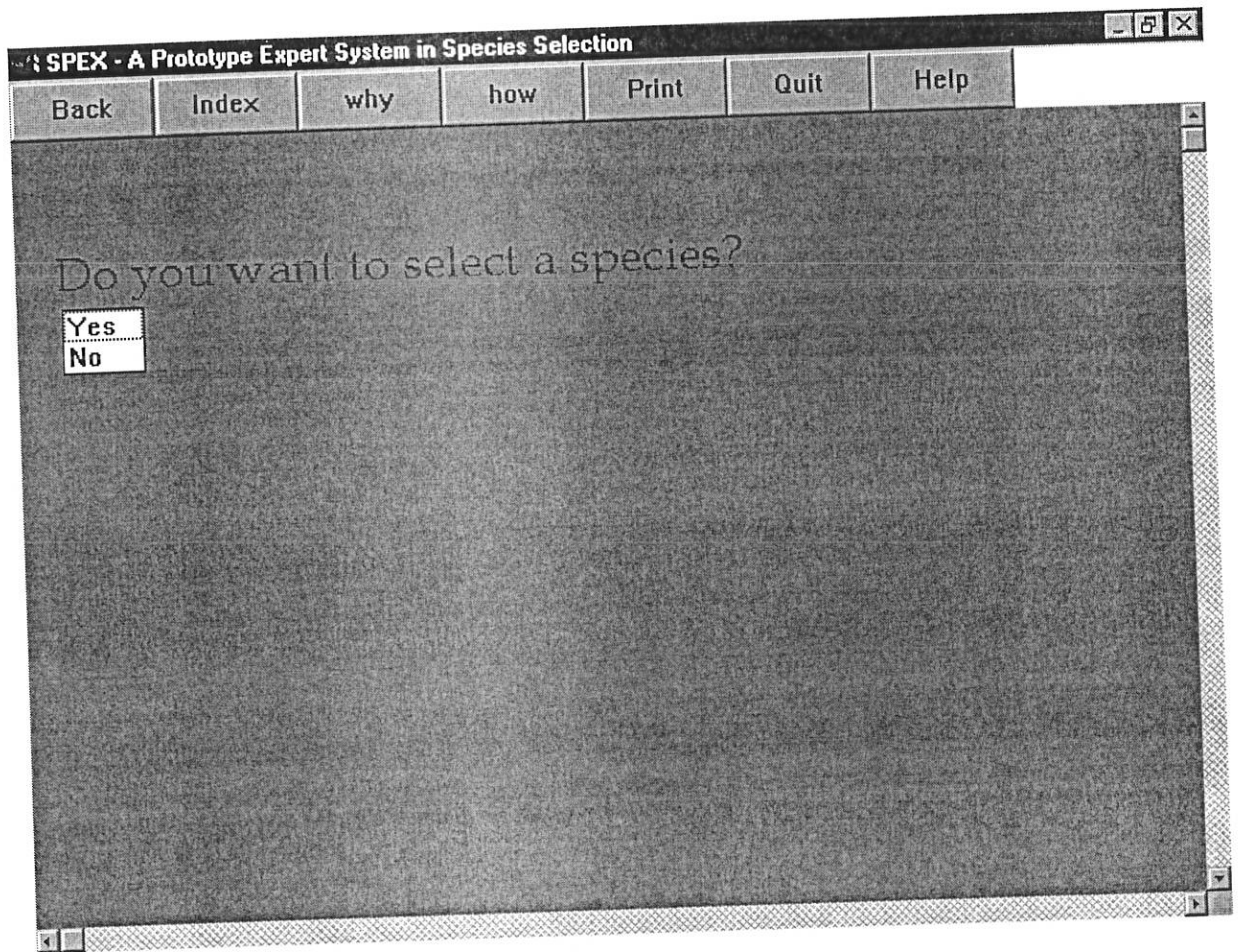 SPEX - A Prototype Expert System in Species Selection
Back Index why how Print Quit Help
Do you want to select a species?
Yes
No